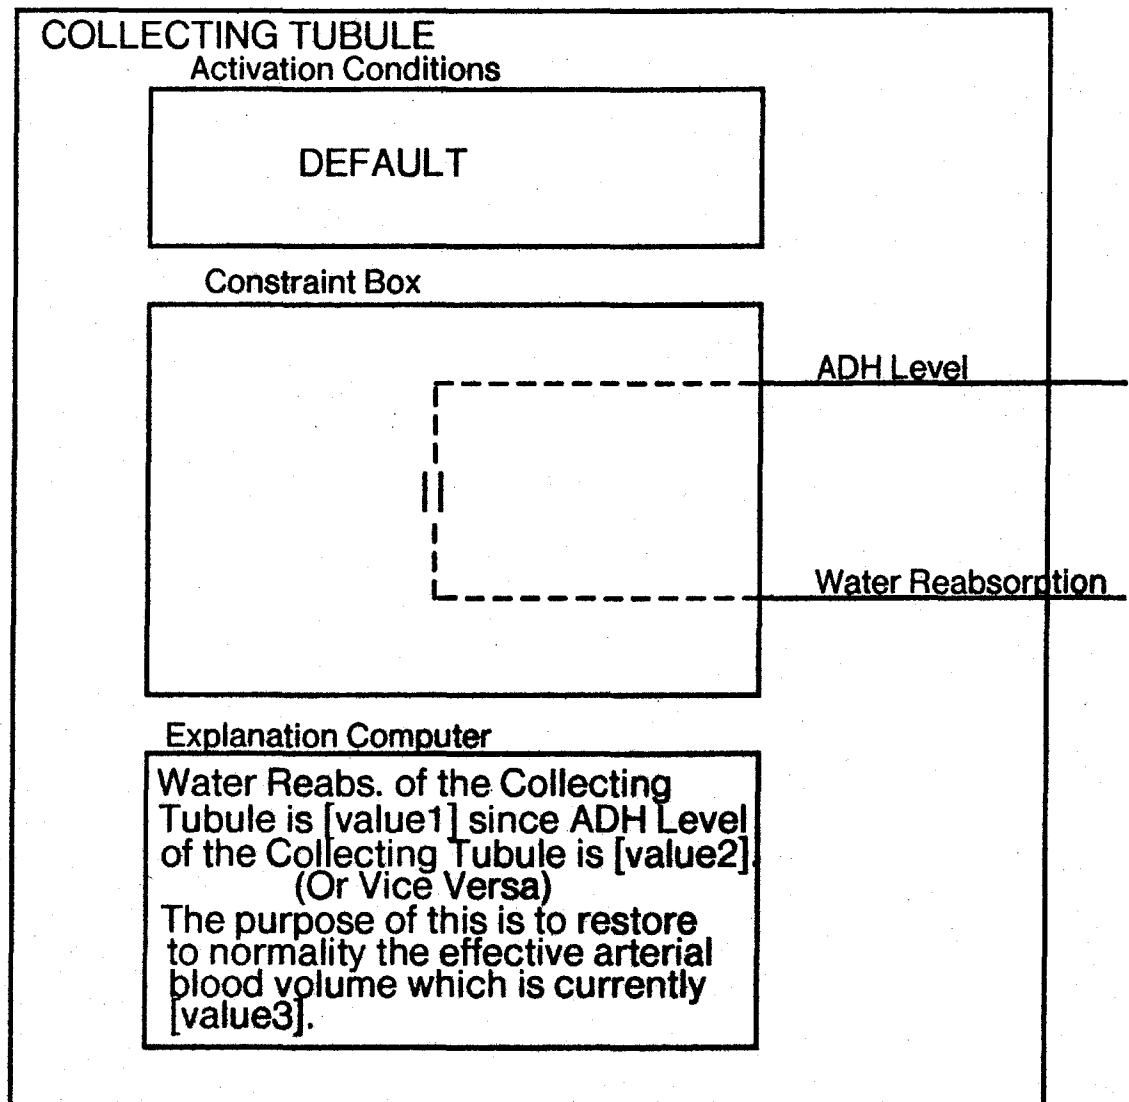 COLLECTING TUBULE
Activation Conditions
DEFAULT
Constraint Box
ADH Level
Water Reabsorption
Explanation Computer
Water Reabs. of the Collecting
Tubule is [value1] since ADH Level
of the Collecting Tubule is [value2].
(Or Vice Versa)
The purpose of this is to restore
to normality the effective arterial
blood volume which is currently
[value3].